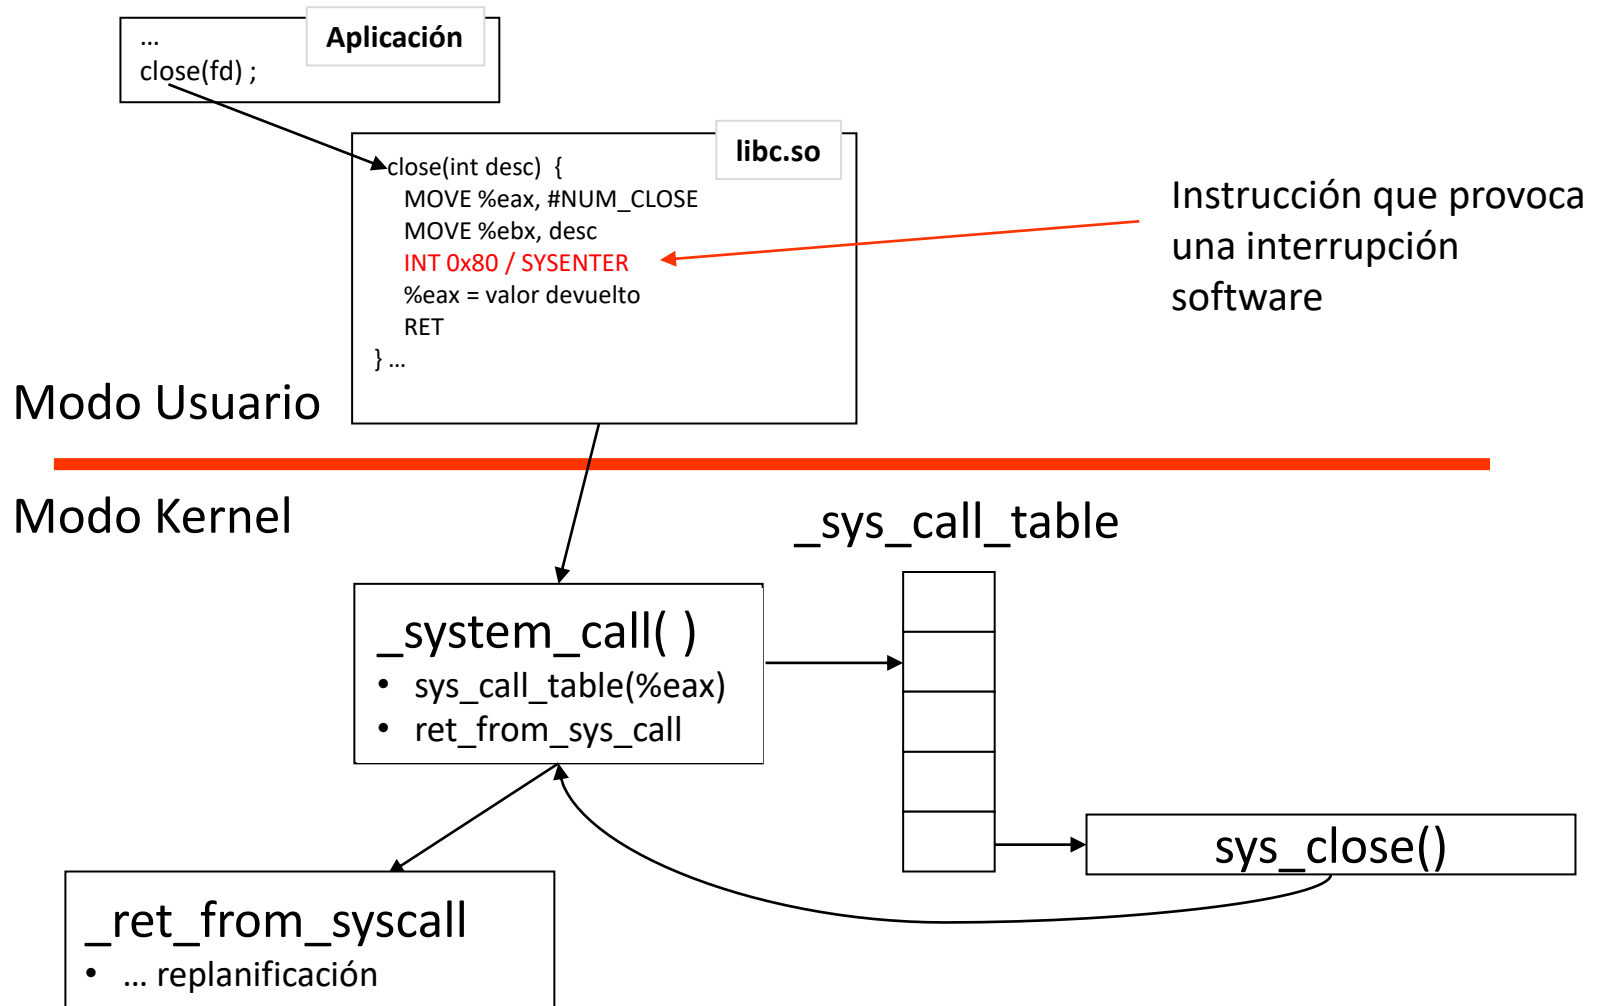 Aplicación
...
close(fd) ;
libc.so
close(int desc) {
MOVE %eax, #NUM_CLOSE
MOVE %ebx, desc
INT 0x80 / SYSENTER
%eax = valor devuelto
RET
} ...
Instrucción que provoca
una interrupción
software
Modo Usuario
Modo Kernel
_sys_call_table
_system_call( )
• sys_call_table(%eax)
• ret_from_sys_call
sys_close()
_ret_from_syscall
• ... replanificación